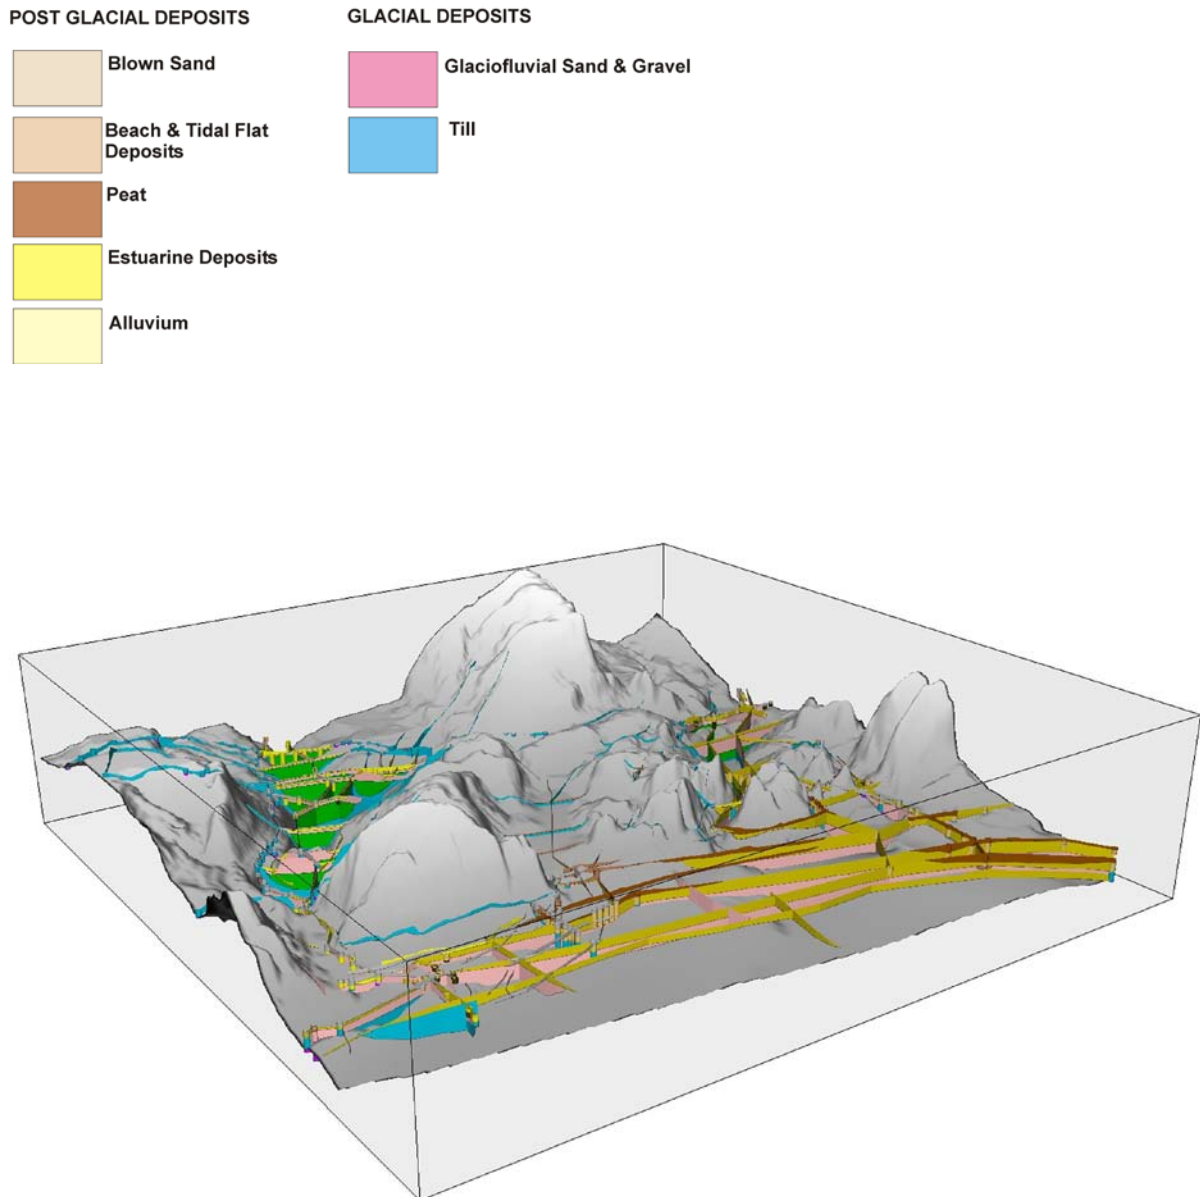 POST GLACIAL DEPOSITS
Blown Sand
Beach & Tidal Flat
Deposits
Peat
Estuarine Deposits
Alluvium
GLACIAL DEPOSITS
Glaciofluvial Sand & Gravel
Till